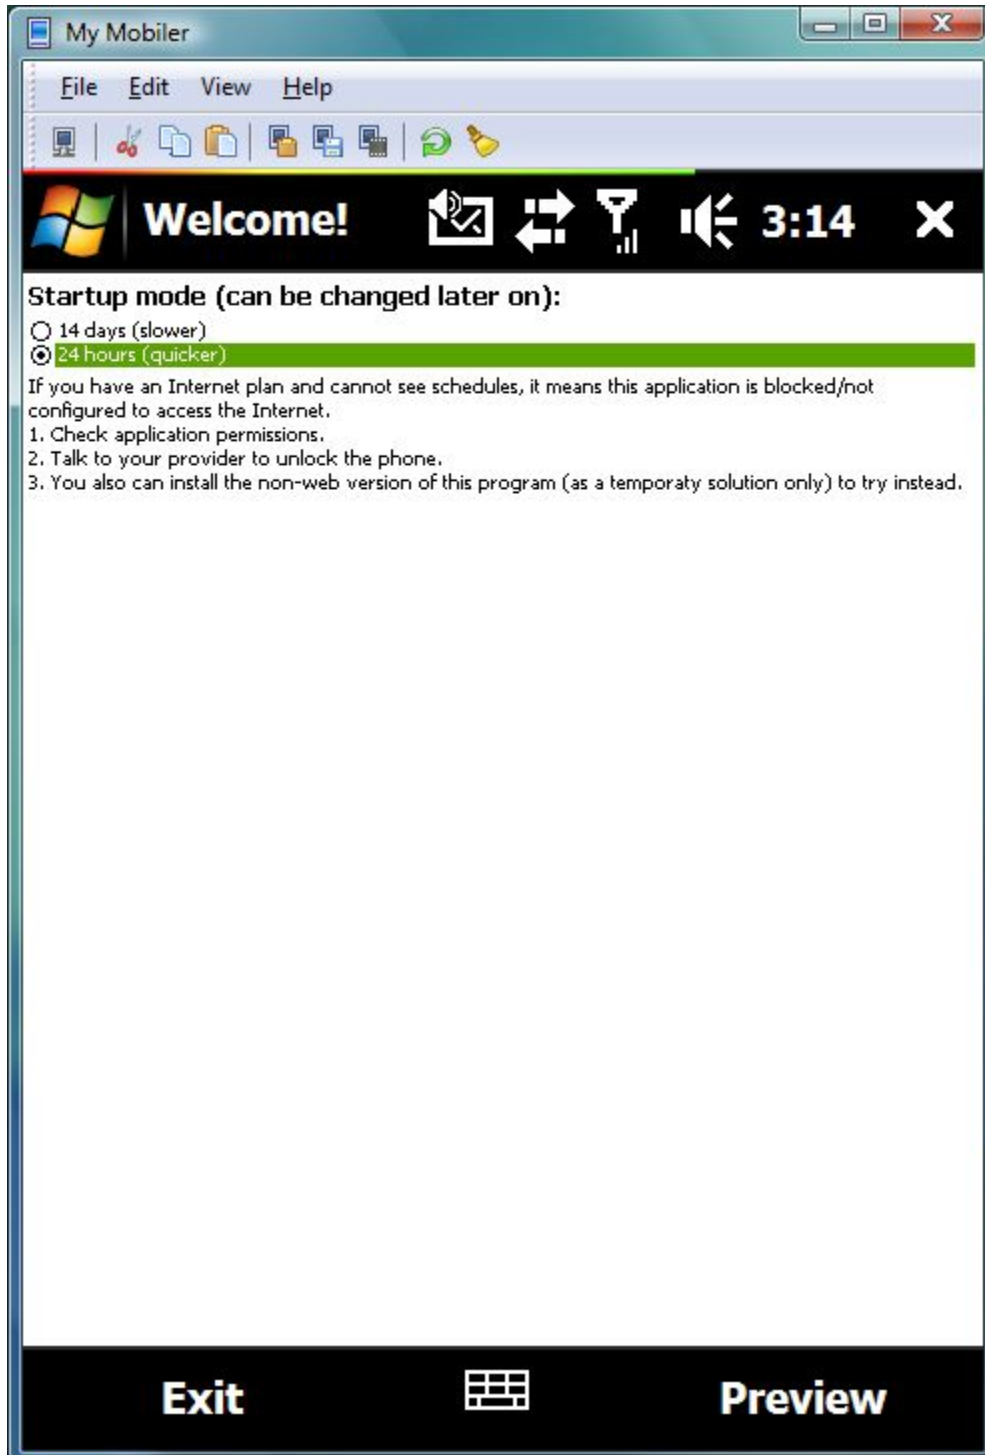 My Mobiler
File Edit View Help
Welcome! 3:14
Startup mode (can be changed later on):
14 days (slower)
24 hours (quicker)
If you have an Internet plan and cannot see schedules, it means this application is blocked/not
configured to access the Internet.
1. Check application permissions.
2. Talk to your provider to unlock the phone.
3. You also can install the non-web version of this program (as a temporaty solution only) to try instead.
Exit Preview